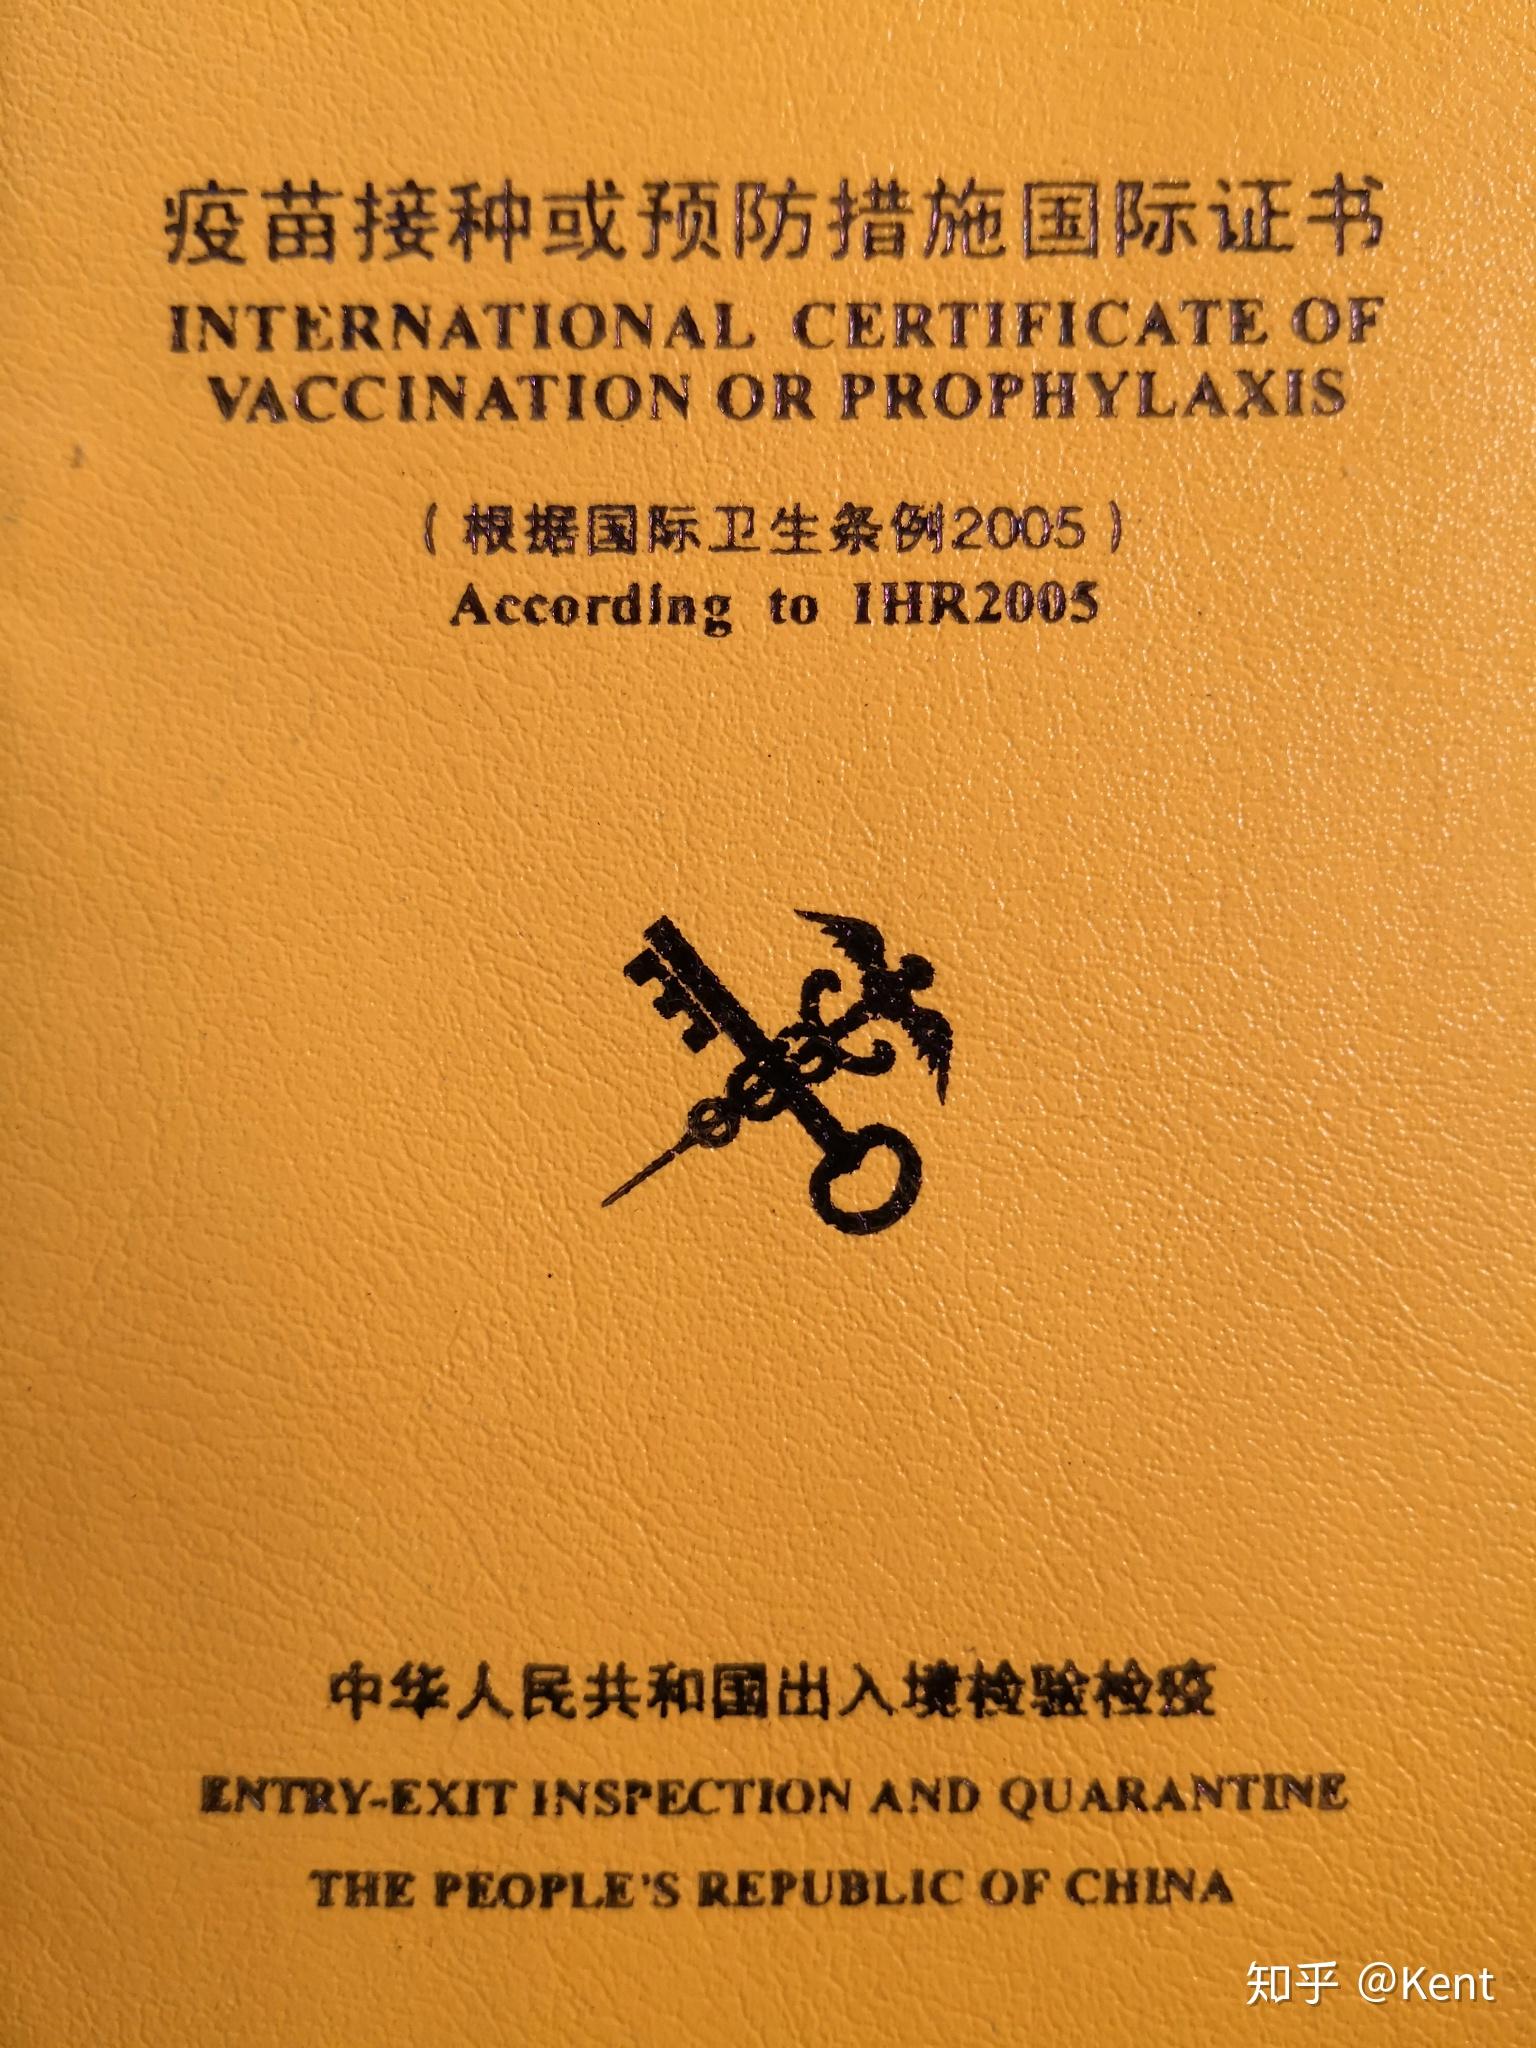 疫苗接种或预防措施国际证书
INTERNATIONAL CERTIFICATE OF
VACCINATION OR PROPHYLAXIS
（根据国际卫生条例2005）
According to IHR2005
中华人民共和国出入境检验检疫
ENTRY-EXIT INSPECTION AND QUARANTINE
THE PEOPLE'S REPUBLIC OF CHINA
知乎 @Kent